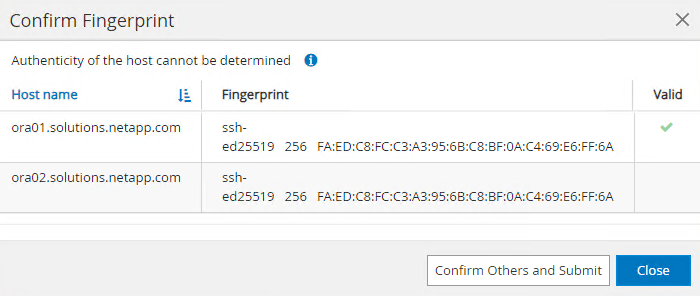 Confirm Fingerprint
Authenticity of the host cannot be determined
Host name Fingerprint Valid
ora01.solutions.netapp.com ssh-
ed25519 256 FA:ED:C8:FC:C3:A3:95:6B:C8:BF:0A:C4:69:E6:FF:6A
ora02.solutions.netapp.com ssh-
ed25519 256 FA:ED:C8:FC:C3:A3:95:6B:C8:BF:0A:C4:69:E6:FF:6A
Confirm Others and Submit Close